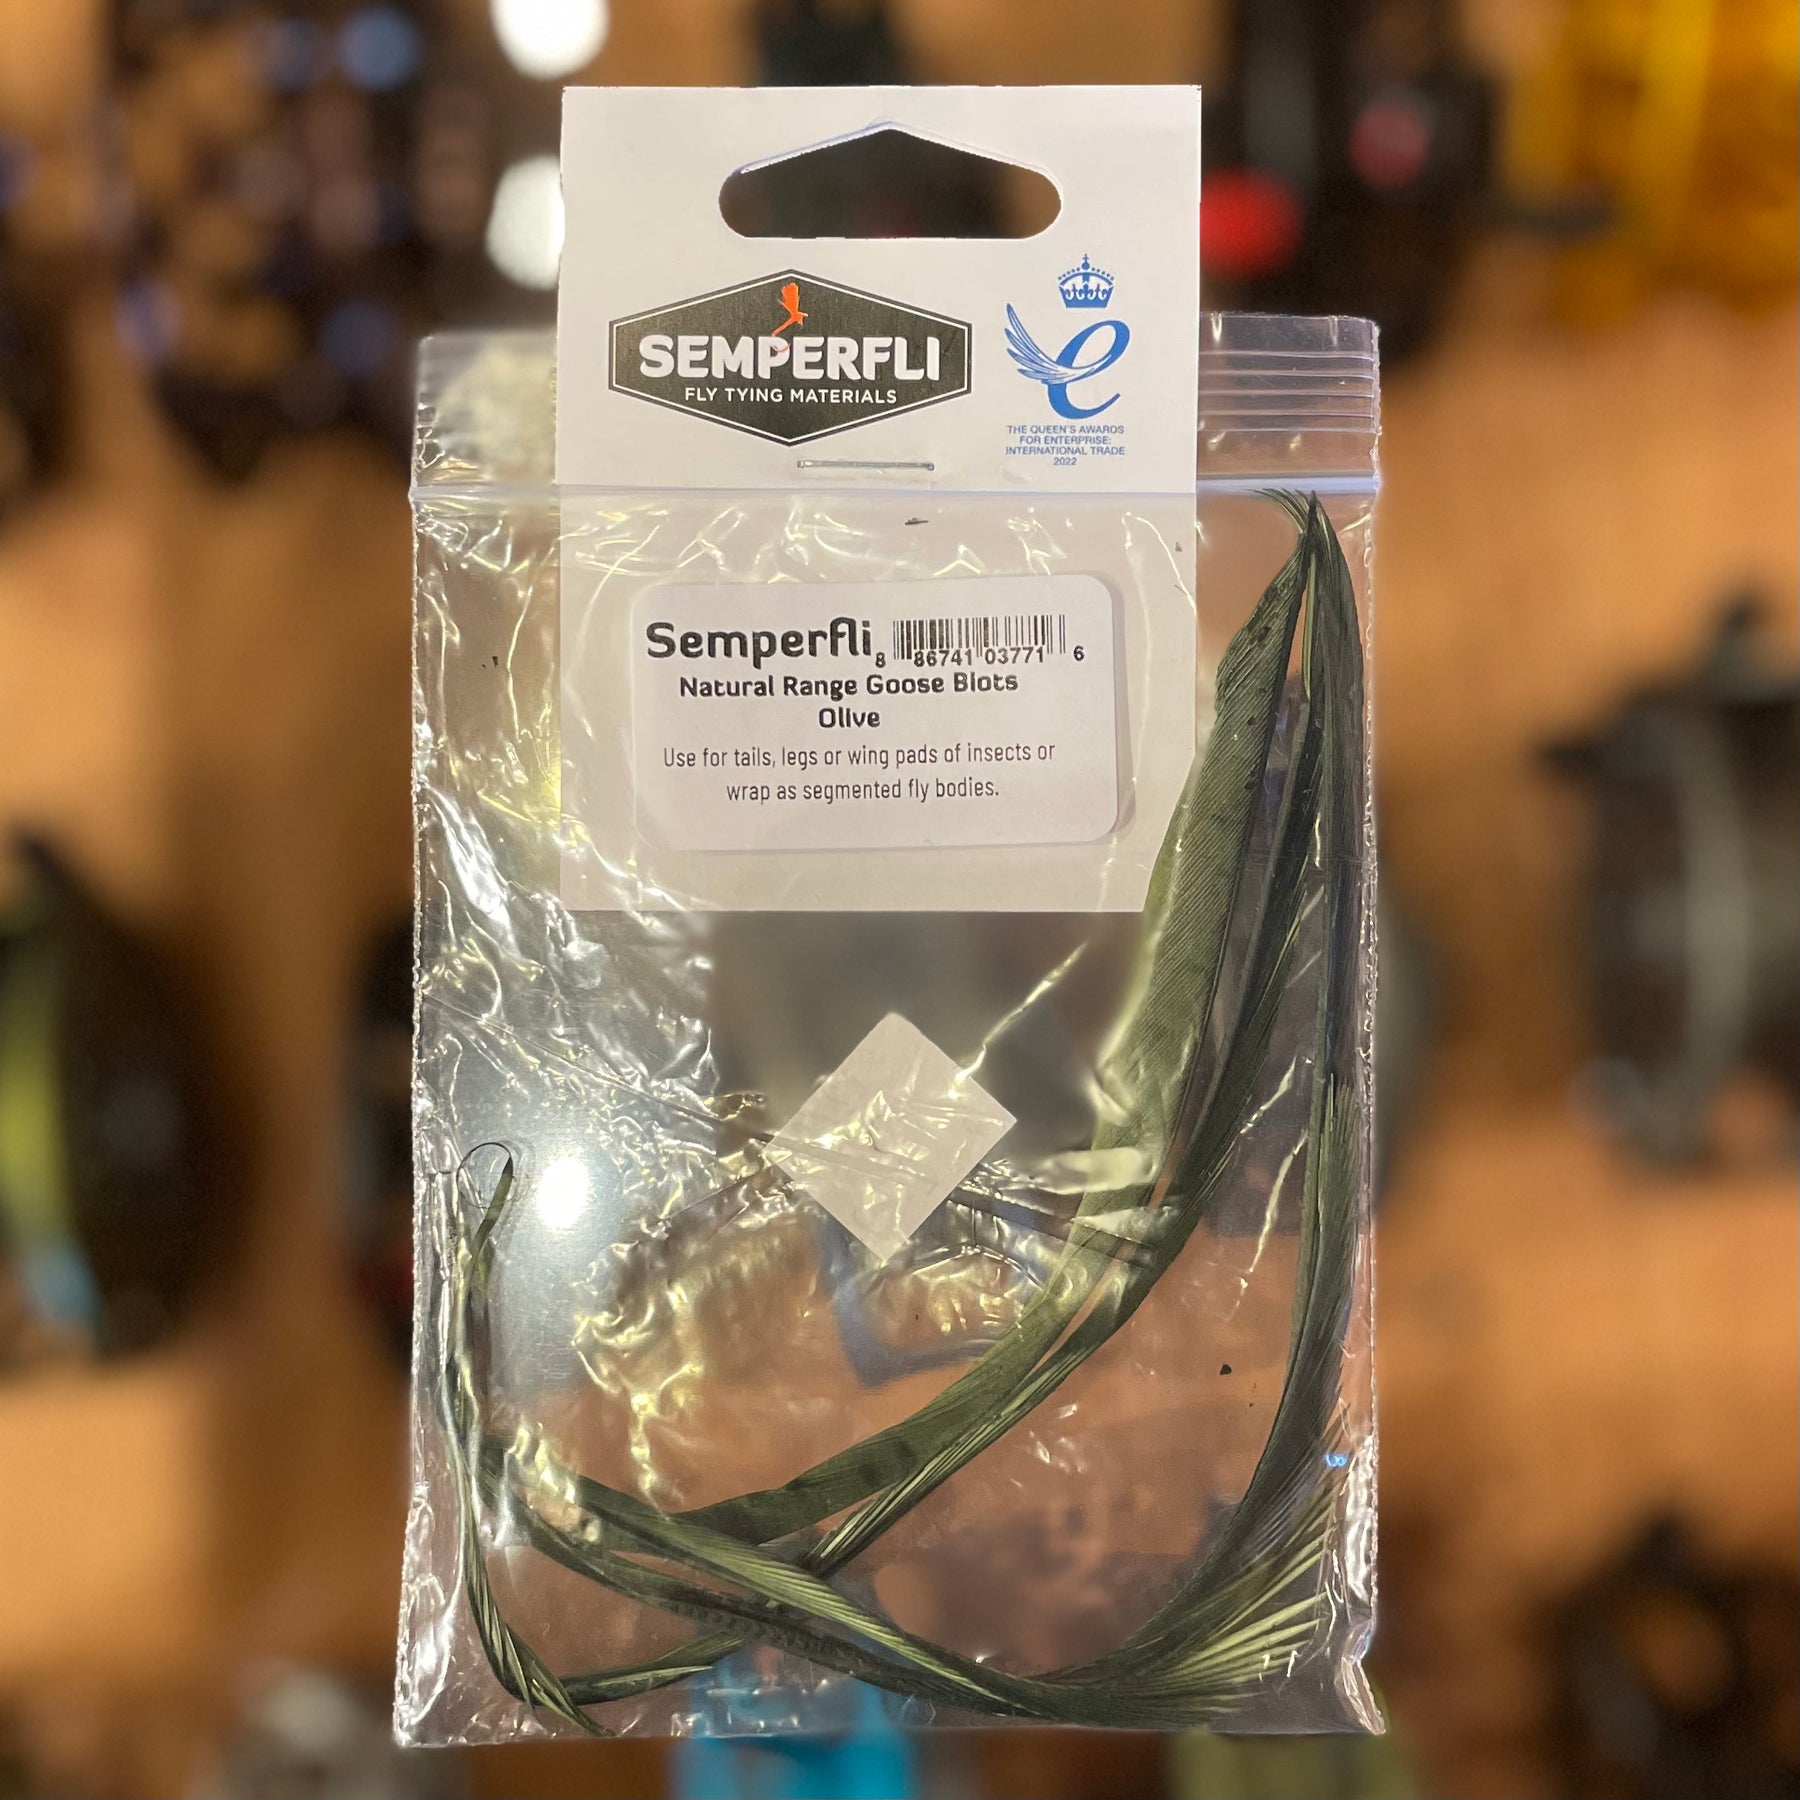 SEMPERFLI
FLY TYING MATERIALS
THE QUEEN'S AWARDS
FOR ENTERPRISE:
INTERNATIONAL TRADE
2022
Semperfli
8 86741 03771 6
Natural Range Goose Biots
Olive
Use for tails, legs or wing pads of insects or
wrap as segmented fly bodies.